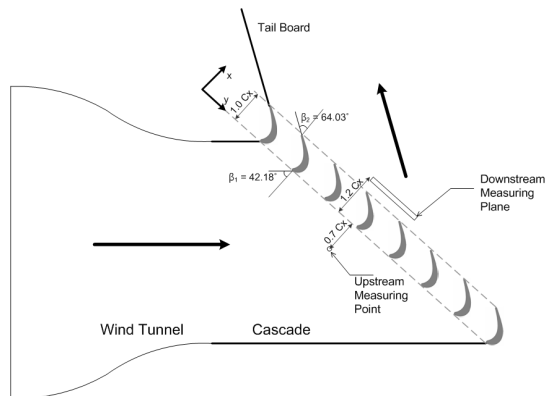 Tail Board
x
y
1.0 Cx
β₂ = 64.03°
β₁ = 42.18°
1.2 Cx
Downstream
Measuring
Plane
0.7 Cx
Upstream
Measuring
Point
Wind Tunnel
Cascade